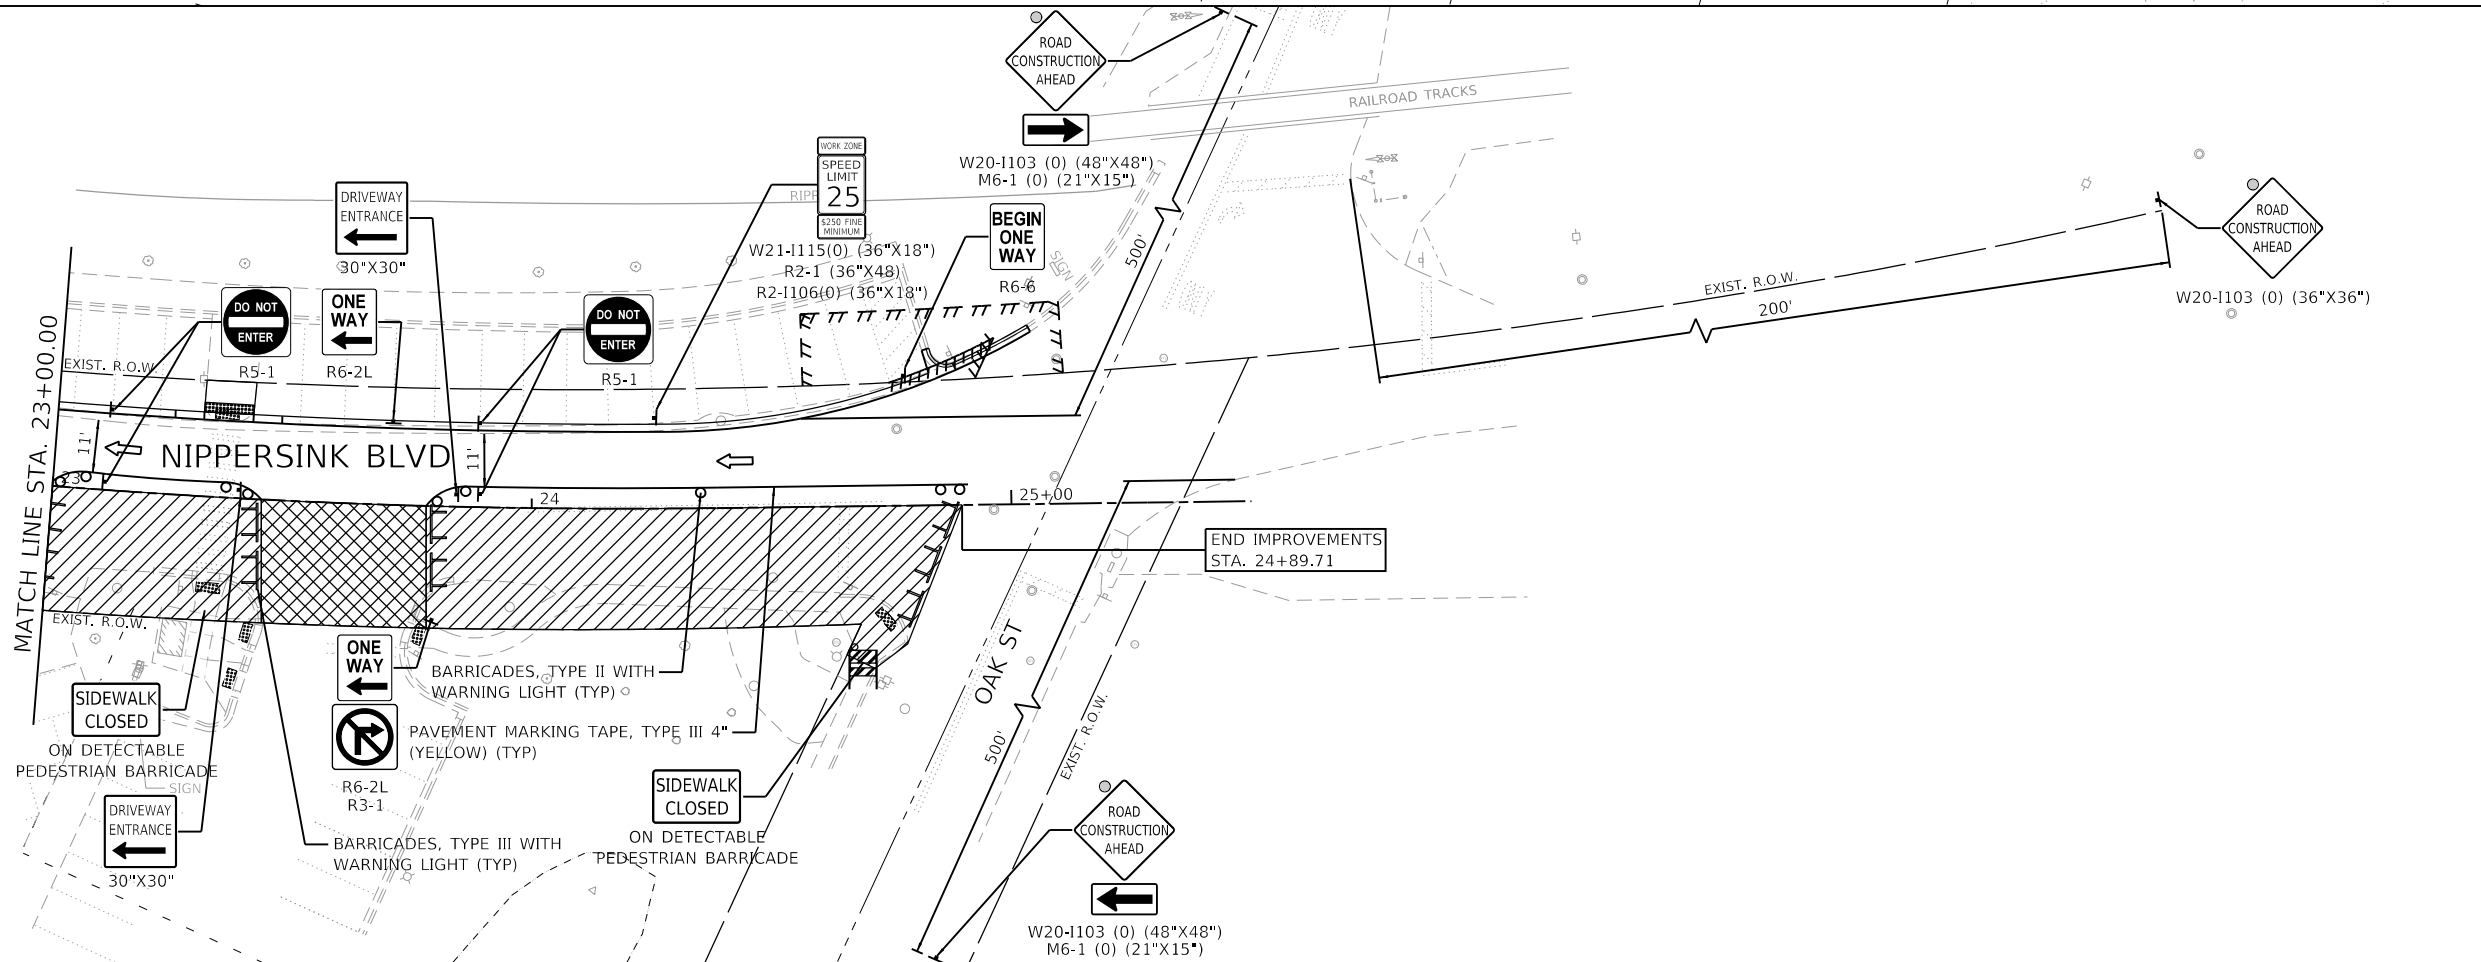 ROAD
CONSTRUCTION
AHEAD
W20-I103 (0) (48"X48")
M6-1 (0) (21"X15")
RAILROAD TRACKS
WORK ZONE
SPEED
LIMIT
25
$250 FINE
MINIMUM
W21-I115(0) (36"X18")
R2-1 (36"X48)
R2-I106(0) (36"X18")
DRIVEWAY
ENTRANCE
30"X30"
BEGIN
ONE
WAY
R6-6
SIGN
500'
ROAD
CONSTRUCTION
AHEAD
W20-I103 (0) (36"X36")
EXIST. R.O.W.
200'
DO NOT
ENTER
R5-1
ONE
WAY
R6-2L
DO NOT
ENTER
R5-1
EXIST. R.O.W.
MATCH LINE STA. 23+00.00
11'
NIPPERSINK BLVD
11'
23
24
25+00
END IMPROVEMENTS
STA. 24+89.71
EXIST. R.O.W.
OAK ST
500'
EXIST. R.O.W.
ONE
WAY
R6-2L
R3-1
BARRICADES, TYPE II WITH
WARNING LIGHT (TYP)
PAVEMENT MARKING TAPE, TYPE III 4"
(YELLOW) (TYP)
SIDEWALK
CLOSED
ON DETECTABLE
PEDESTRIAN BARRICADE
SIGN
DRIVEWAY
ENTRANCE
30"X30"
BARRICADES, TYPE III WITH
WARNING LIGHT (TYP)
SIDEWALK
CLOSED
ON DETECTABLE
PEDESTRIAN BARRICADE
ROAD
CONSTRUCTION
AHEAD
W20-I103 (0) (48"X48")
M6-1 (0) (21"X15")